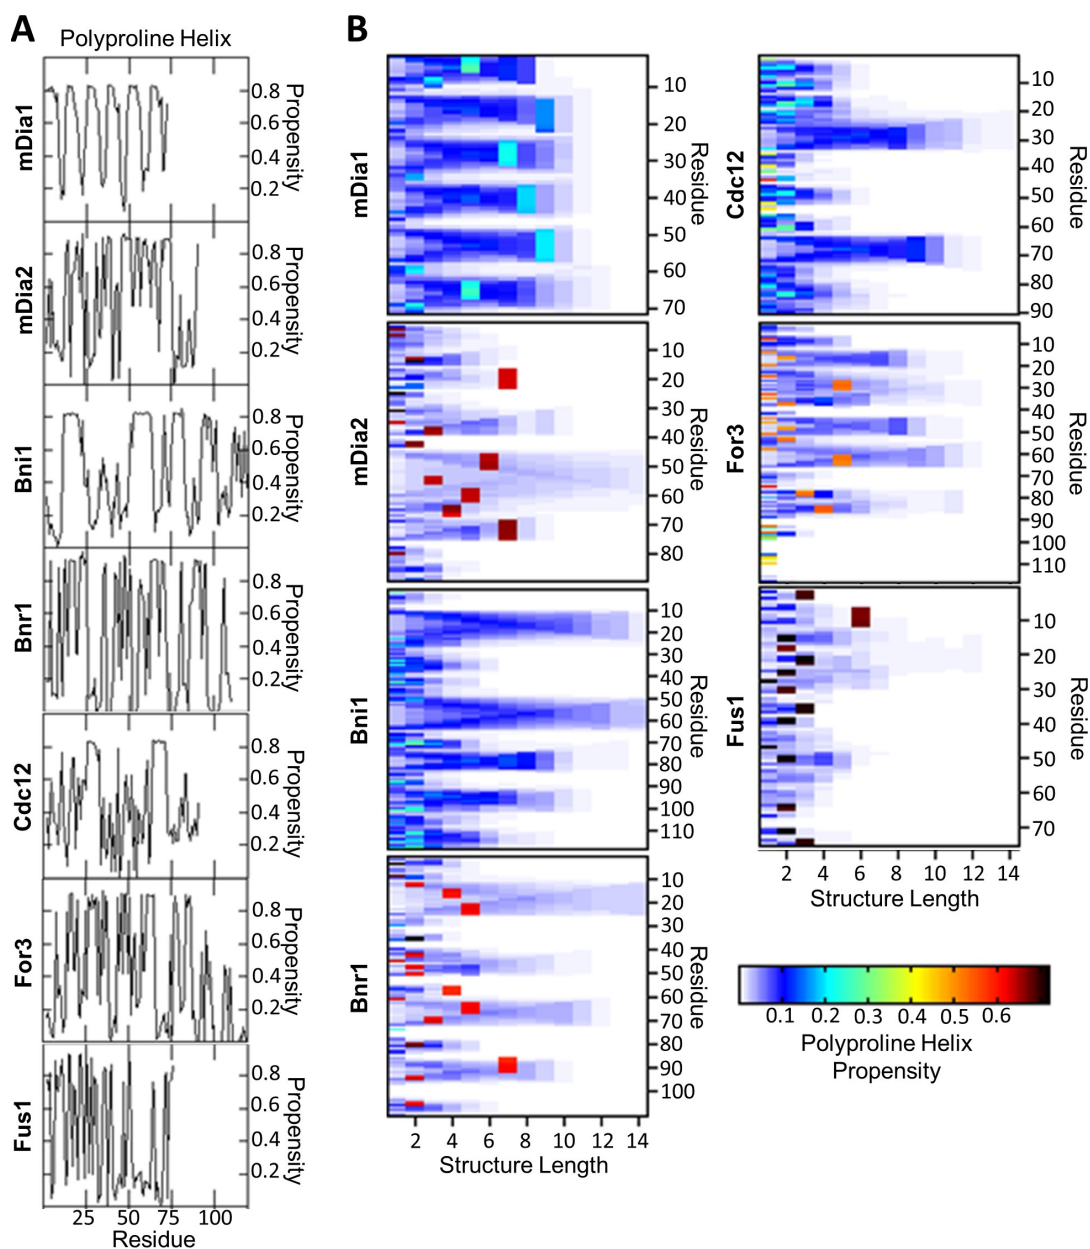 A
Polyproline Helix
mDia1
0.8
0.6
0.4
0.2
Propensity
mDia2
0.8
0.6
0.4
0.2
Propensity
Bni1
0.8
0.6
0.4
0.2
Propensity
Bnr1
0.8
0.6
0.4
0.2
Propensity
Cdc12
0.8
0.6
0.4
0.2
Propensity
For3
0.8
0.6
0.4
0.2
Propensity
Fus1
0.8
0.6
0.4
0.2
Propensity
25 50 75 100
Residue
B
mDia1
10
20
30
40
50
60
70
Residue
mDia2
10
20
30
40
50
60
70
80
Residue
Bni1
10
20
30
40
50
60
70
80
90
100
110
Residue
Bnr1
10
20
30
40
50
60
70
80
90
100
Residue
2 4 6 8 10 12 14
Structure Length
Cdc12
10
20
30
40
50
60
70
80
90
Residue
For3
10
20
30
40
50
60
70
80
90
100
110
Residue
Fus1
10
20
30
40
50
60
70
Residue
2 4 6 8 10 12 14
Structure Length
0.1 0.2 0.3 0.4 0.5 0.6
Polyproline Helix
Propensity